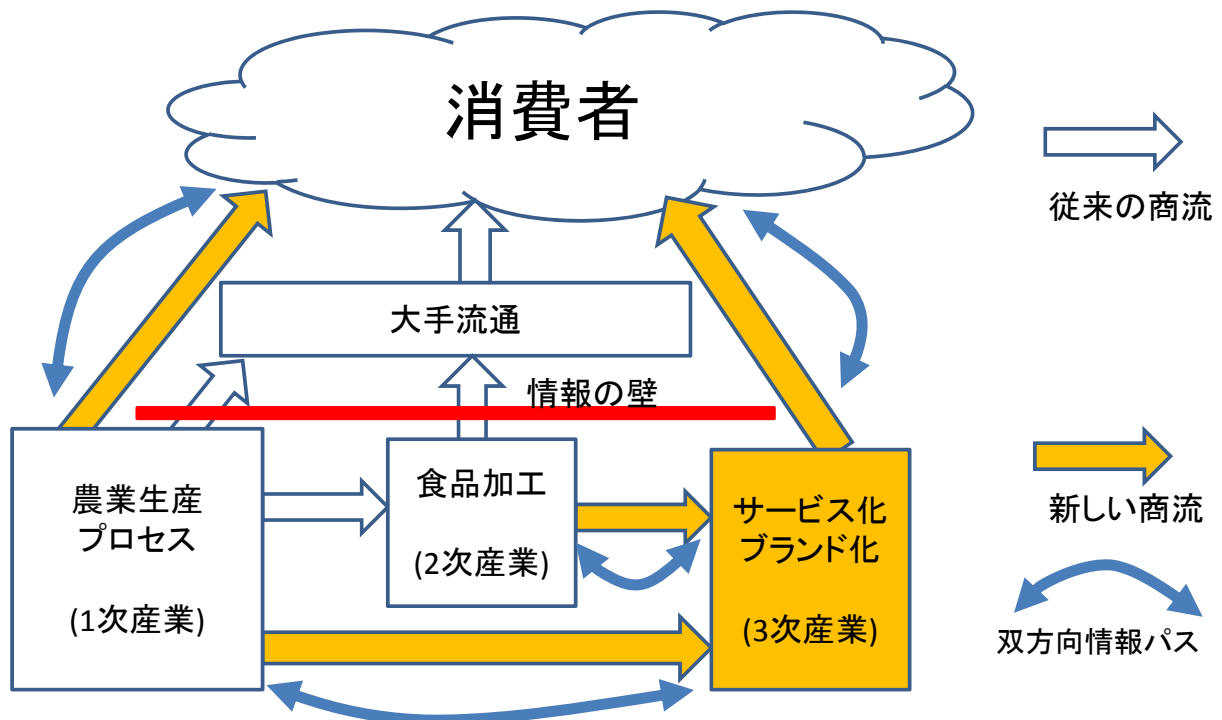 消費者
従来の商流
大手流通
情報の壁
農業生産
プロセス
(1次産業)
食品加工
(2次産業)
サービス化
ブランド化
(3次産業)
新しい商流
双方向情報パス